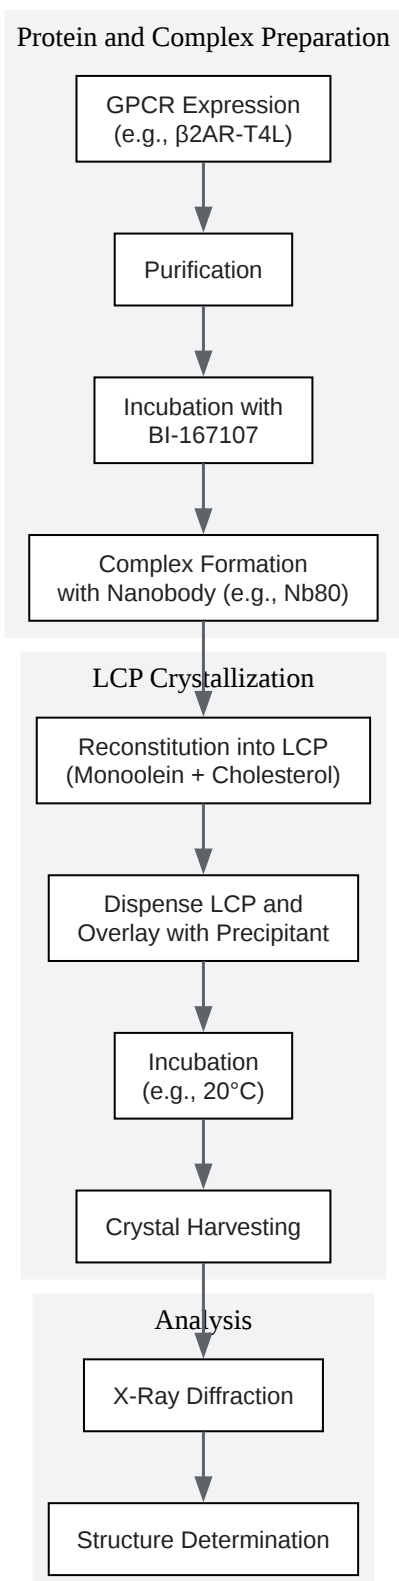 Protein and Complex Preparation
GPCR Expression
(e.g., β2AR-T4L)
Purification
Incubation with
BI-167107
Complex Formation
with Nanobody (e.g., Nb80)
LCP Crystallization
Reconstitution into LCP
(Monoolein + Cholesterol)
Dispense LCP and
Overlay with Precipitant
Incubation
(e.g., 20°C)
Crystal Harvesting
Analysis
X-Ray Diffraction
Structure Determination